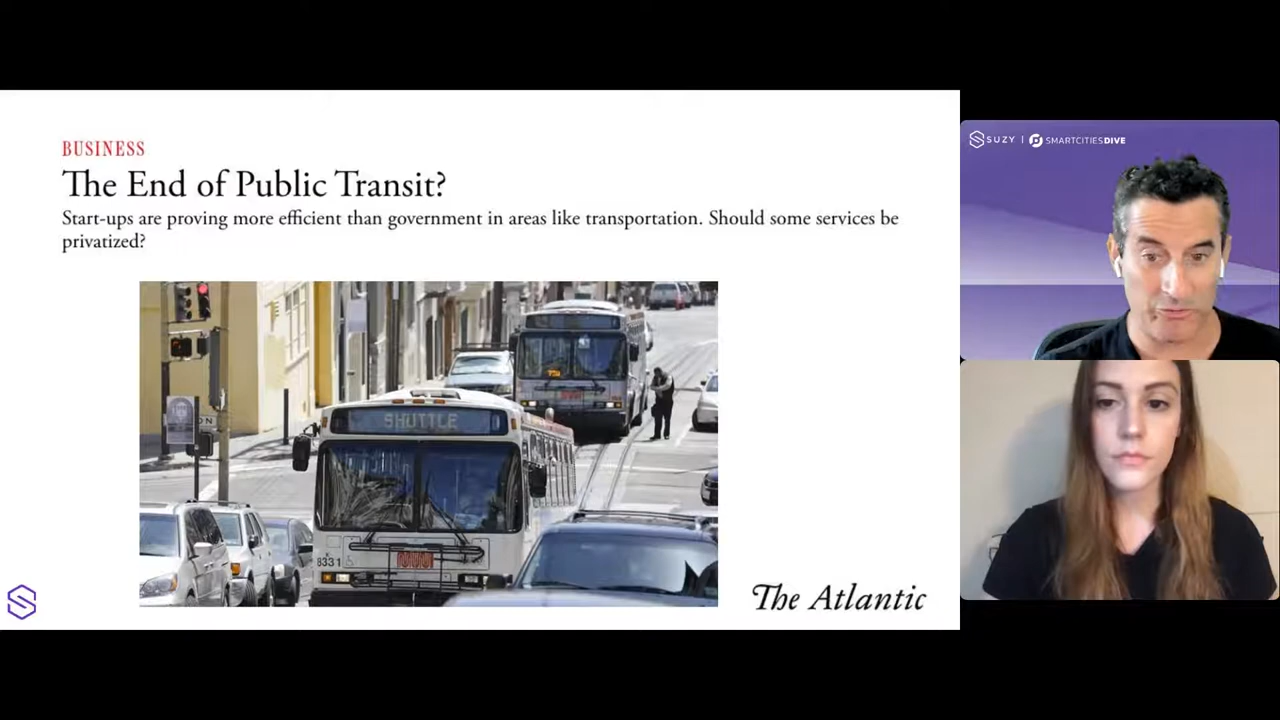 BUSINESS
The End of Public Transit?
Start-ups are proving more efficient than government in areas like transportation. Should some services be
privatized?
SHUTTLE
8331
The Atlantic
SUZY | SMARTCITIESDIVE